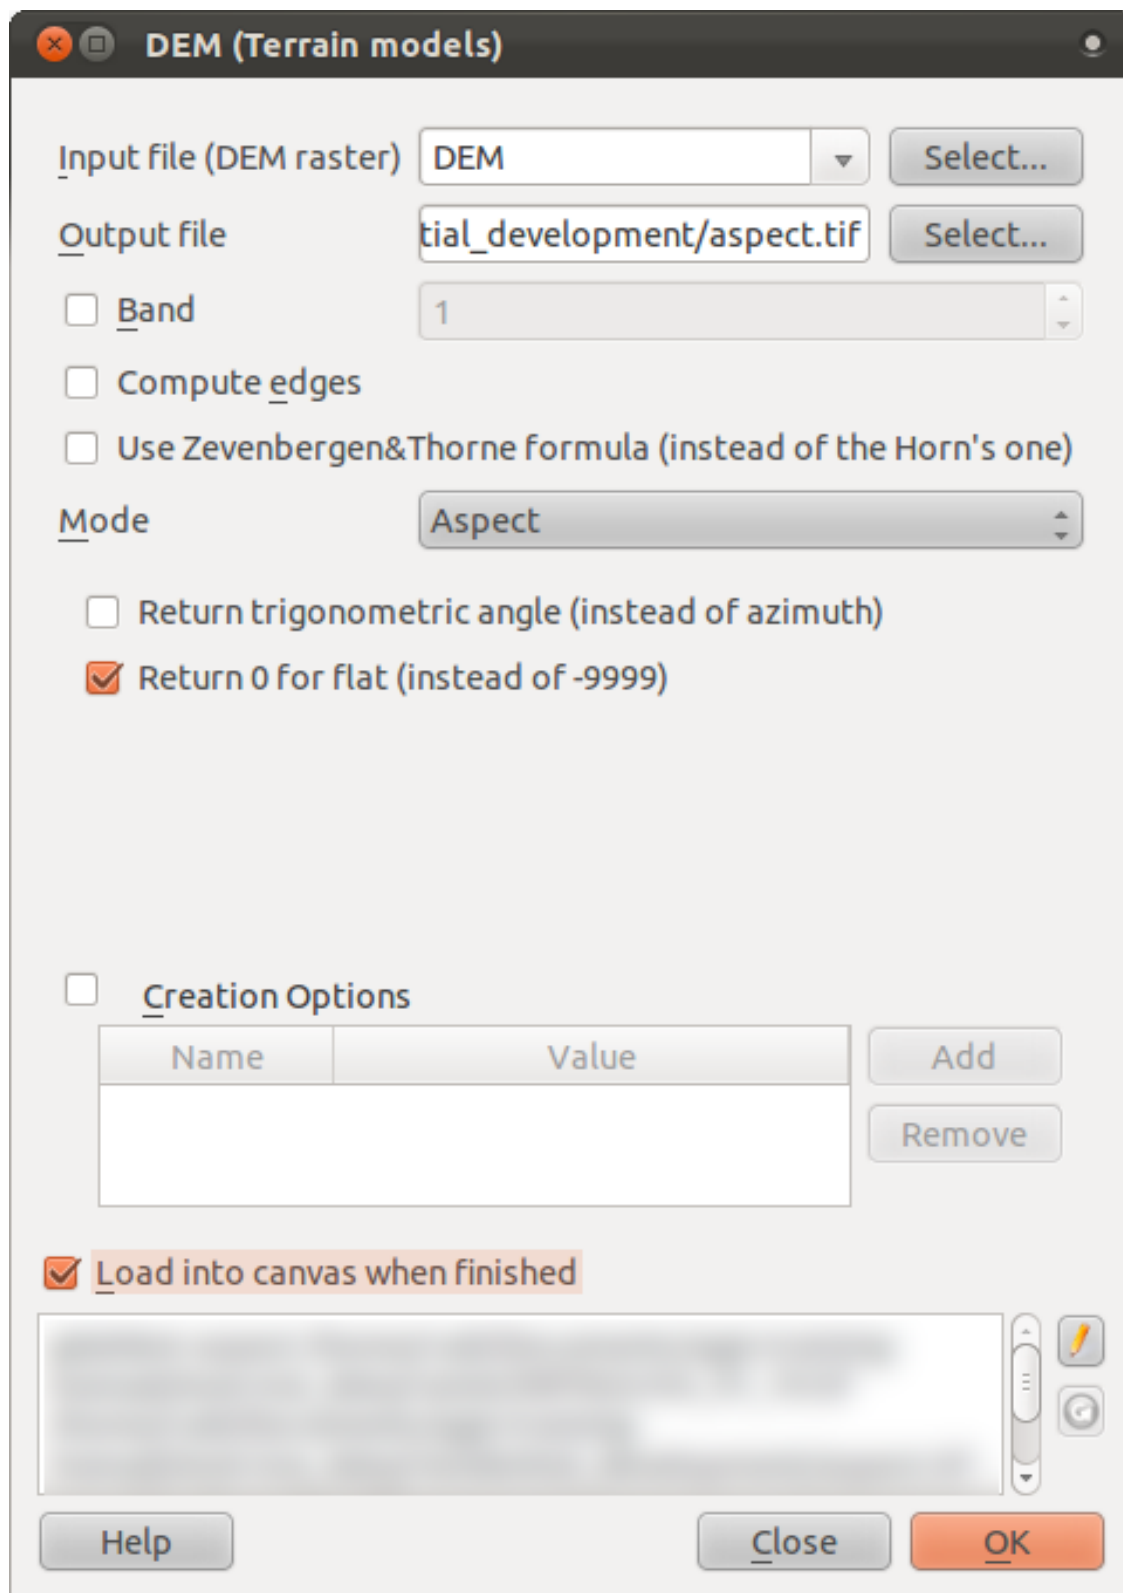 DEM (Terrain models)
Input file (DEM raster) DEM Select...
Output file tial_development/aspect.tif Select...
Band 1
Compute edges
Use Zevenbergen&Thorne formula (instead of the Horn's one)
Mode Aspect
Return trigonometric angle (instead of azimuth)
Return 0 for flat (instead of -9999)
Creation Options
Name Value Add
Remove
Load into canvas when finished
Help Close OK